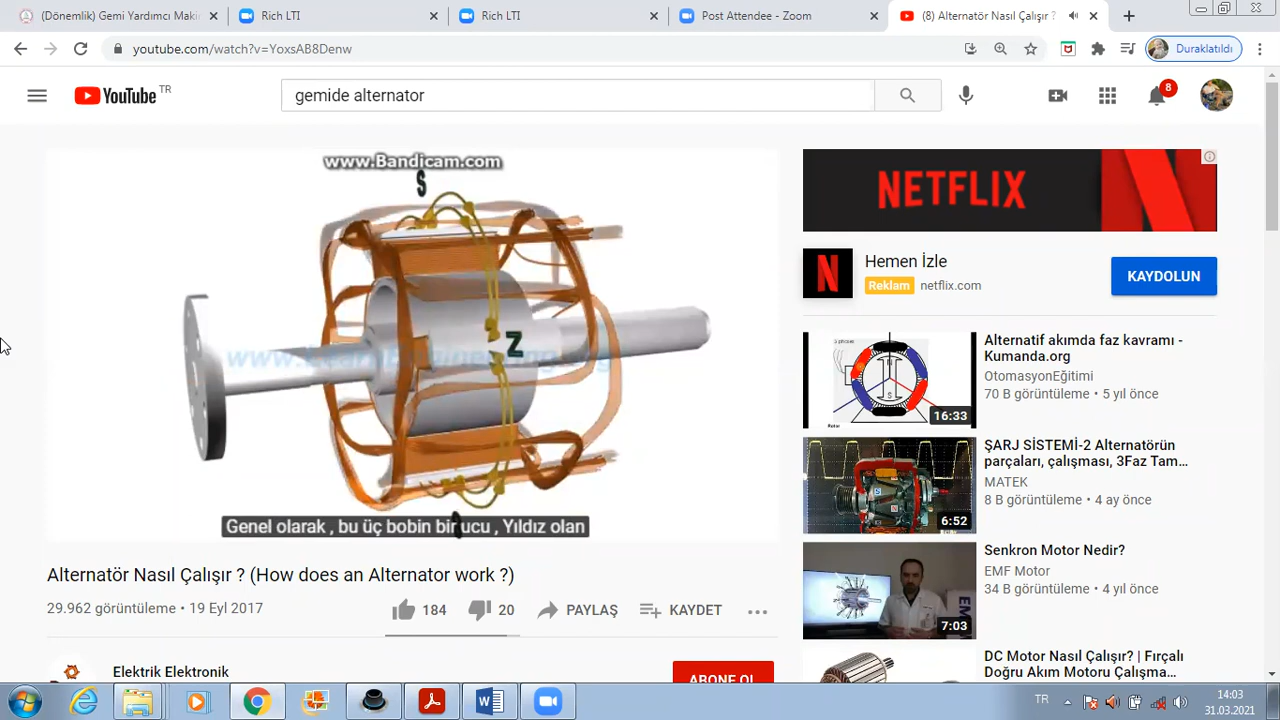 (Dönemlik) Gemi Yardımcı Mak
Rich LTI
Rich LTI
Post Attendee - Zoom
(8) Alternatör Nasıl Çalışır ?
youtube.com/watch?v=YoxsAB8Denw
Duraklatıldı
YouTube TR
gemide alternator
8
www.Bandicam.com
S
Z
Genel olarak , bu üç bobin bir ucu , Yıldız olan
Alternatör Nasıl Çalışır ? (How does an Alternator work ?)
29.962 görüntüleme • 19 Eyl 2017
184
20
PAYLAŞ
KAYDET
Elektrik Elektronik
ABONE OL
NETFLIX
Hemen İzle
Reklam netflix.com
KAYDOLUN
Alternatif akımda faz kavramı -
Kumanda.org
OtomasyonEğitimi
70 B görüntüleme • 5 yıl önce
16:33
ŞARJ SİSTEMİ-2 Alternatörün
parçaları, çalışması, 3Faz Tam...
MATEK
8 B görüntüleme • 4 ay önce
6:52
Senkron Motor Nedir?
EMF Motor
34 B görüntüleme • 4 yıl önce
7:03
DC Motor Nasıl Çalışır? | Fırçalı
Doğru Akım Motoru Çalışma...
TR
14:03
31.03.2021